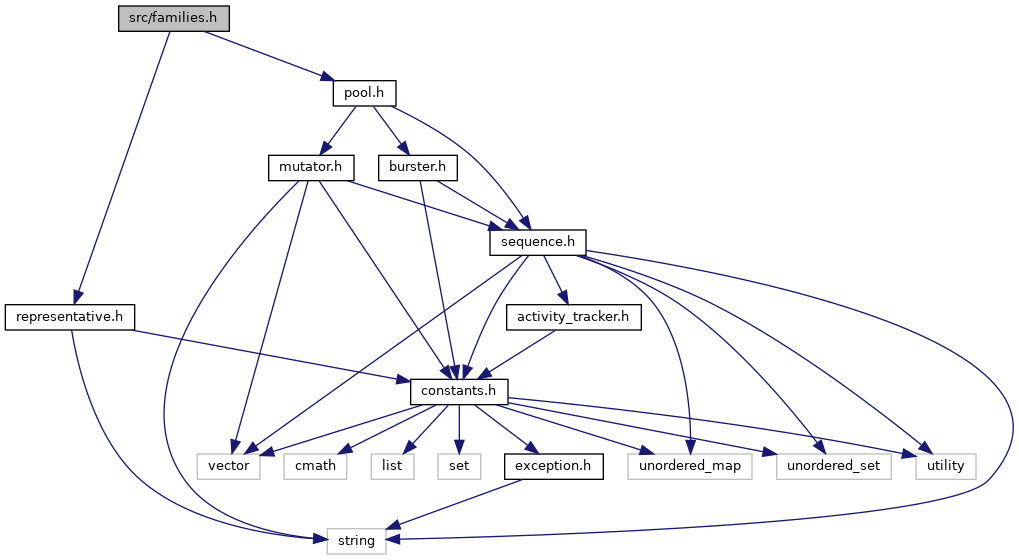 src/families.h
pool.h
mutator.h
burster.h
sequence.h
representative.h
activity_tracker.h
constants.h
vector
cmath
list
set
exception.h
unordered_map
unordered_set
utility
string